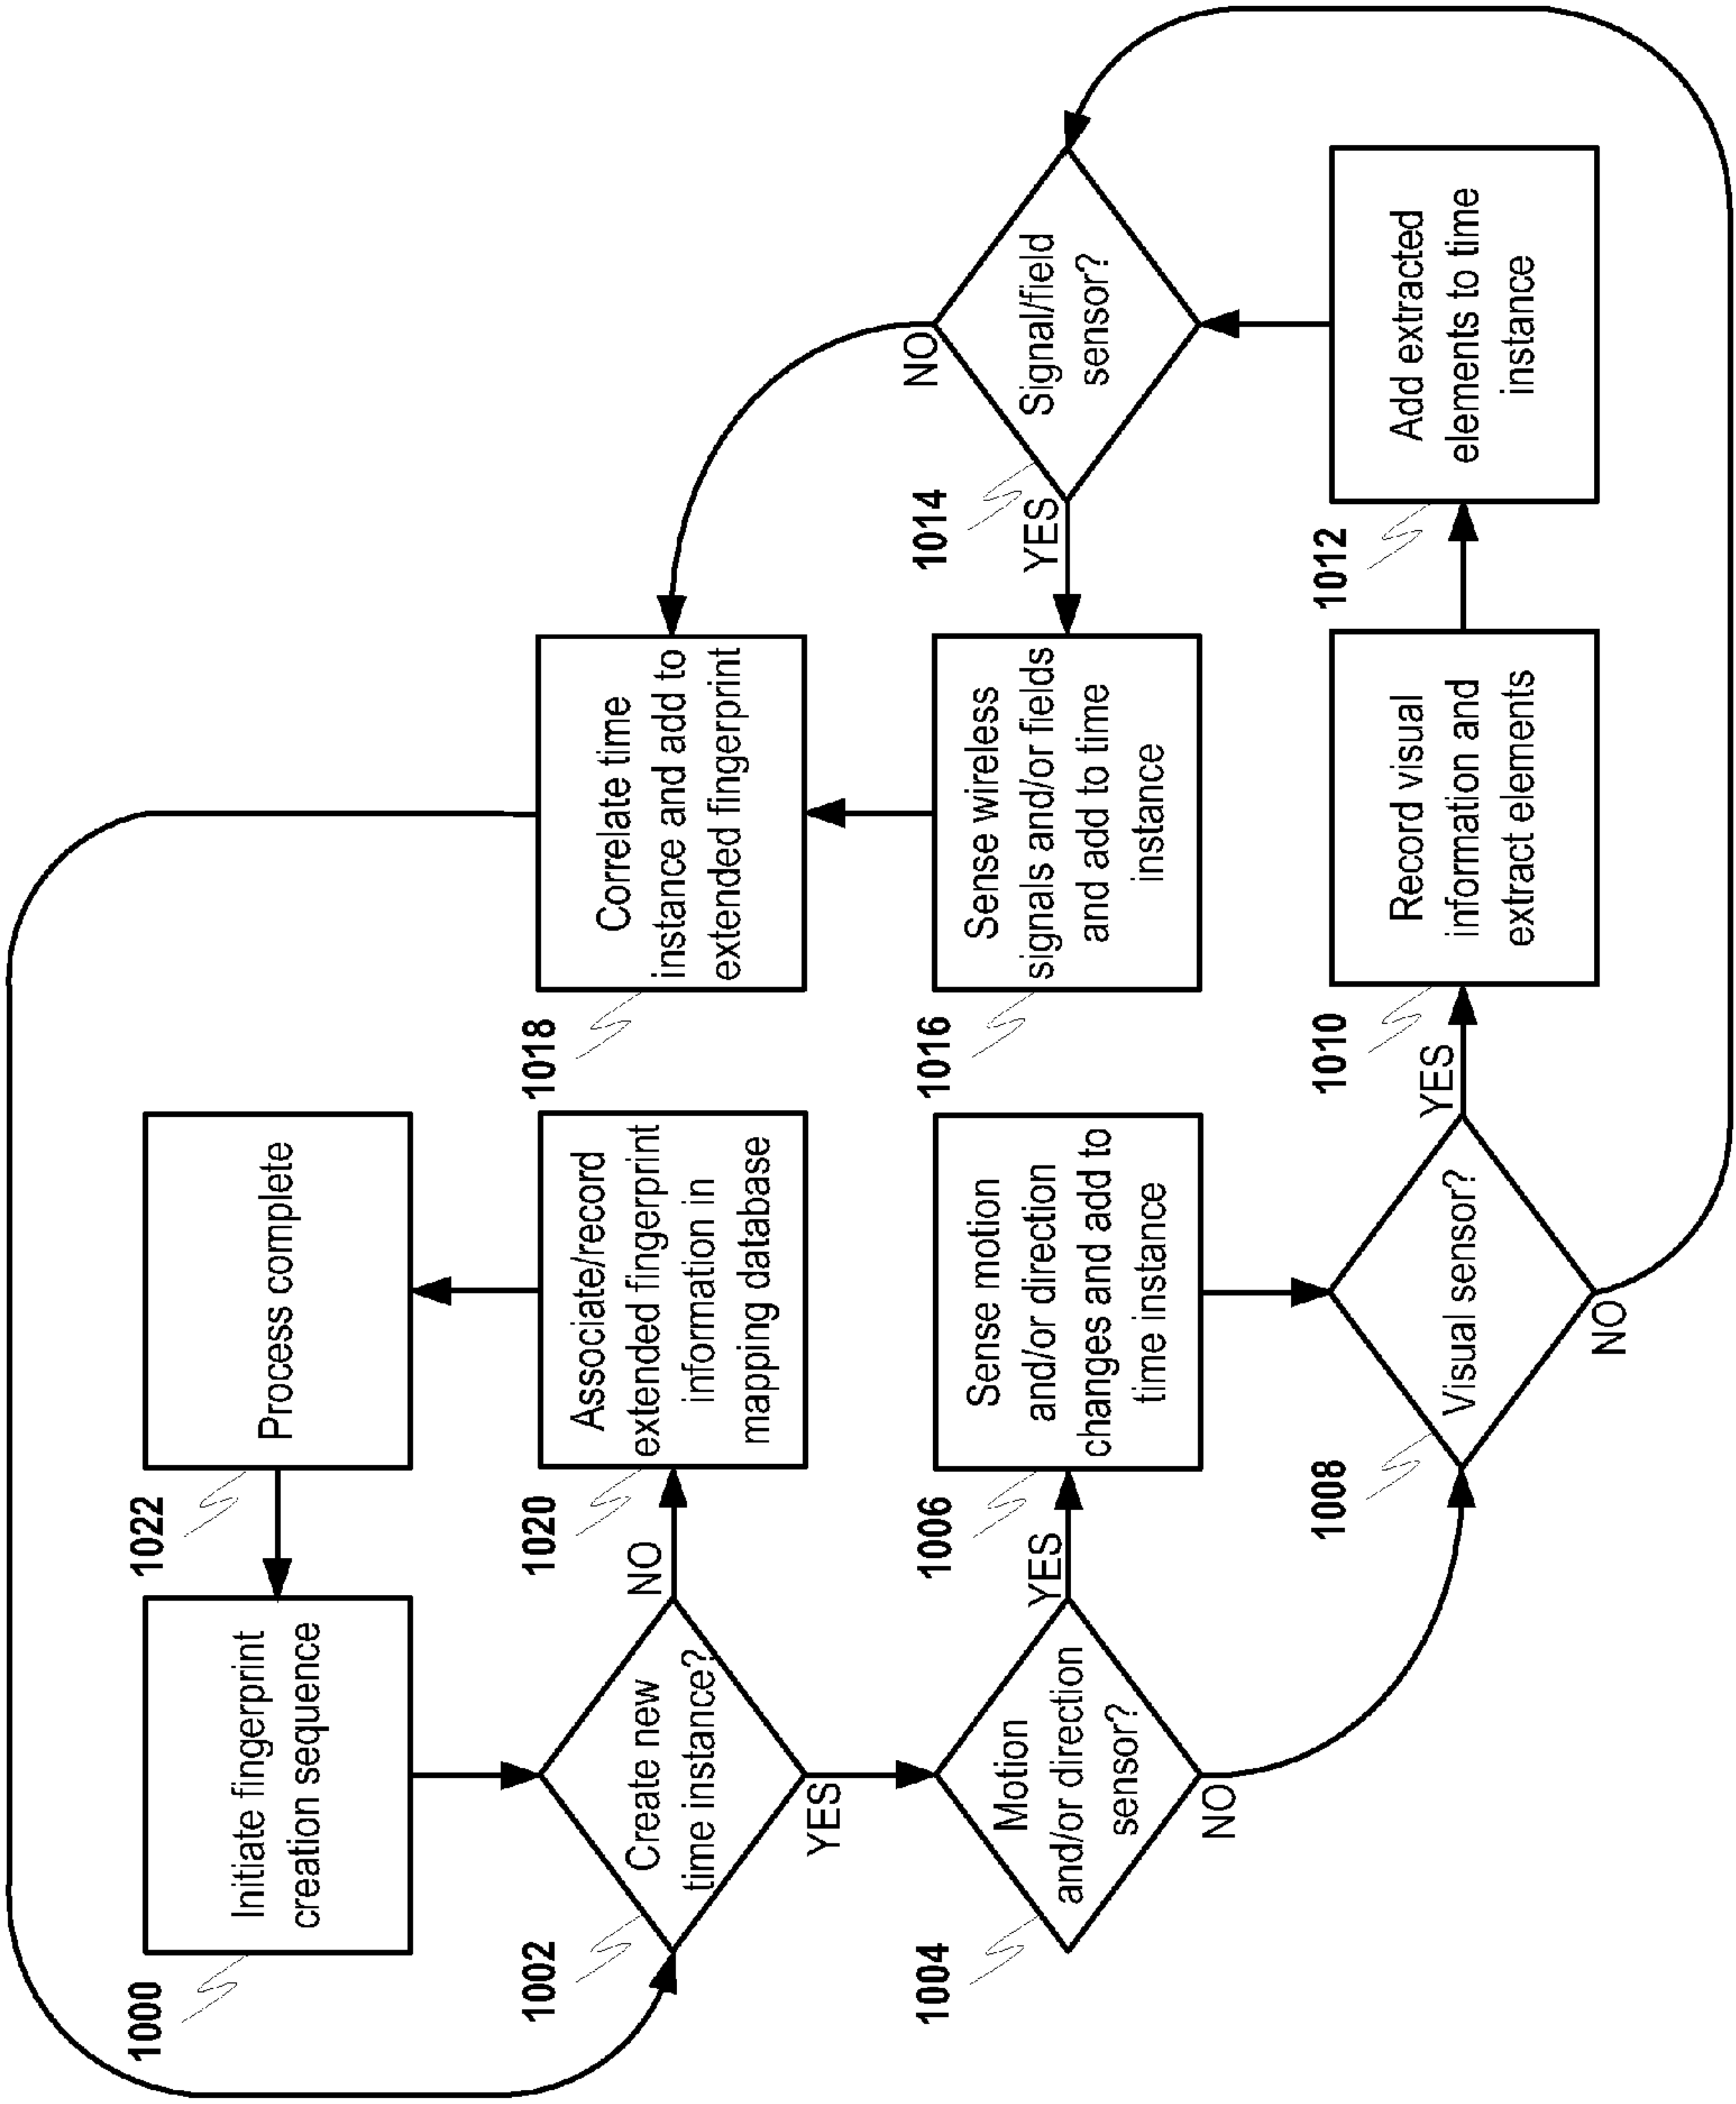 1000
Initiate fingerprint
creation sequence
1022
Process complete
1002
Create new
time instance?
NO
YES
1020
Associate/record
extended fingerprint
information in
mapping database
1018
Correlate time
instance and add to
extended fingerprint
1004
Motion
and/or direction
sensor?
YES
NO
1006
Sense motion
and/or direction
changes and add to
time instance
1016
Sense wireless
signals and/or fields
and add to time
instance
1014
Signal/field
sensor?
YES
NO
1008
Visual sensor?
YES
NO
1010
Record visual
information and
extract elements
1012
Add extracted
elements to time
instance